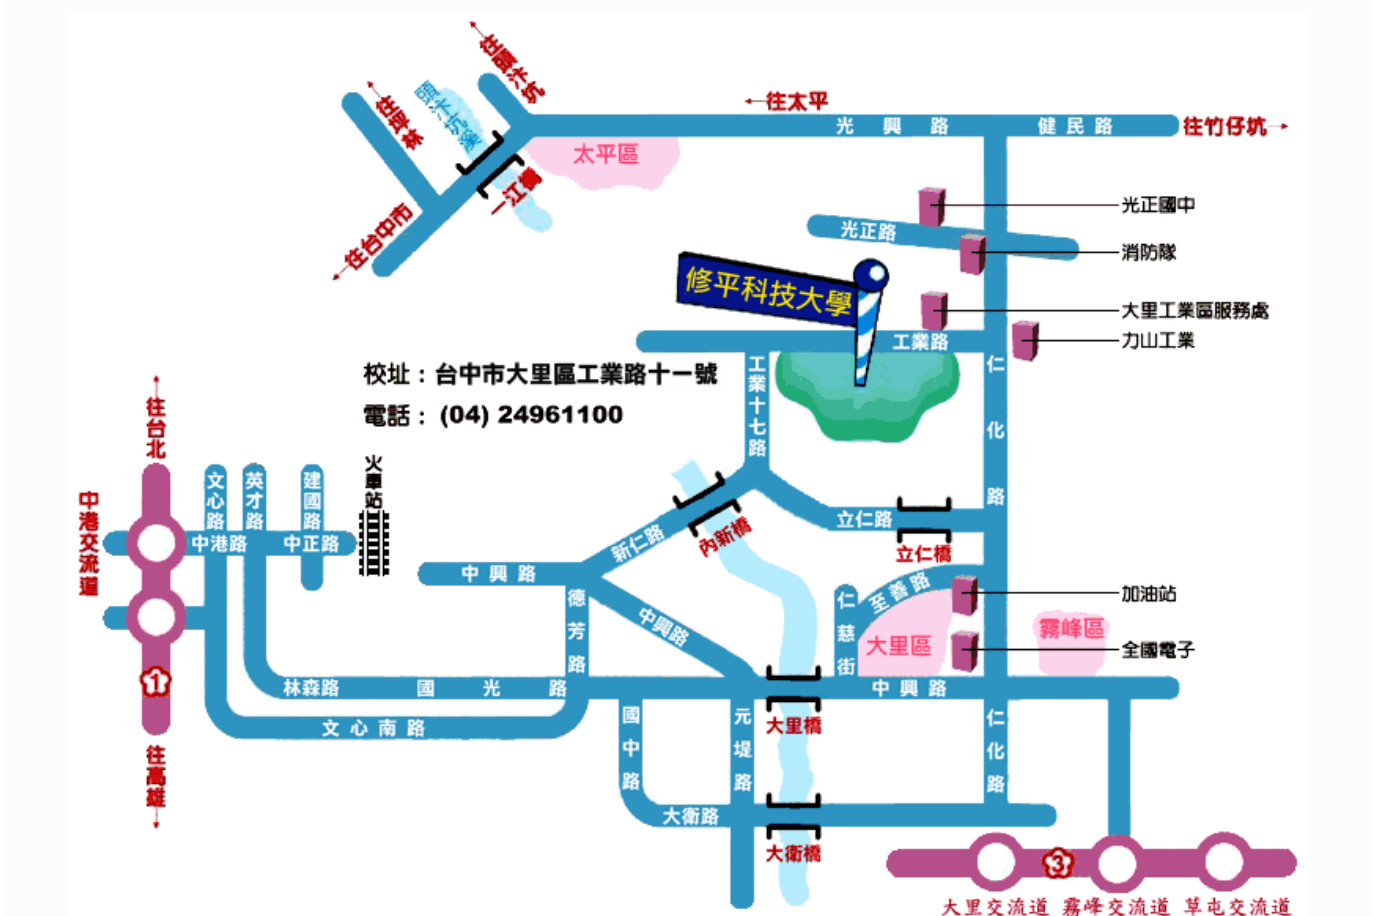 往頭汴坑
往坪林
頭汴坑溪
往台中市
一江橋
往太平
光興路
健民路
往竹仔坑
太平區
光正國中
光正路
消防隊
修平科技大學
大里工業區服務處
力山工業
工業路
校址：台中市大里區工業路十一號
電話：(04) 24961100
工業十七路
仁化路
往台北
中港交流道
文心路
英才路
建國路
火車站
中港路
中正路
新仁路
內新橋
立仁路
立仁橋
中興路
德芳路
中興路
仁慈街
至善路
大里區
加油站
霧峰區
全國電子
1
林森路
國光路
中興路
文心南路
往高雄
國中路
元堤路
大里橋
仁化路
大衛路
大衛橋
3
大里交流道
霧峰交流道
草屯交流道